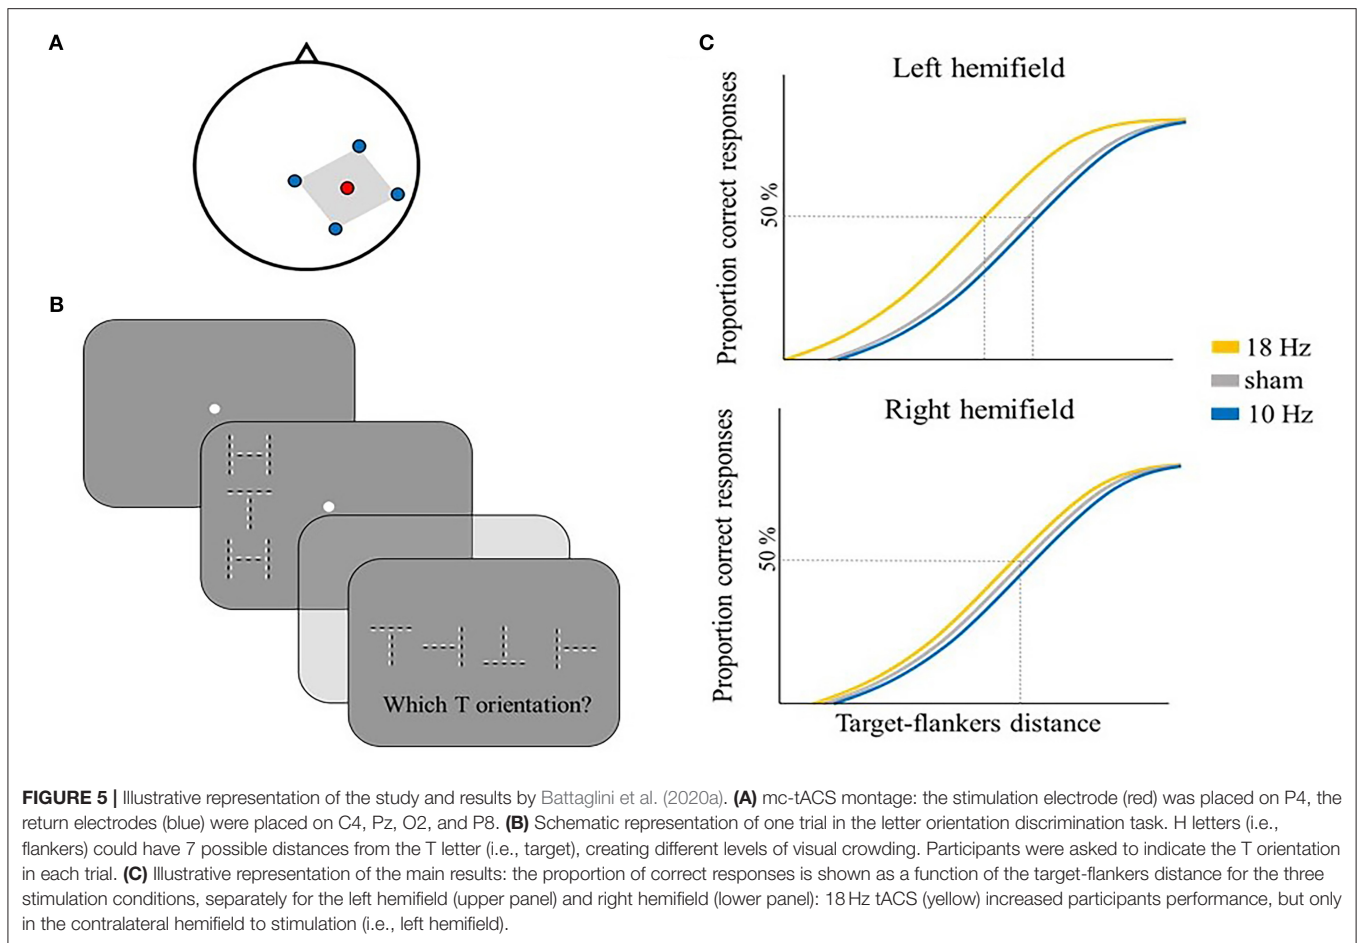 A
B
Which T orientation?
C
Left hemifield
Proportion correct responses
50 %
18 Hz
sham
10 Hz
Right hemifield
Proportion correct responses
50 %
Target-flankers distance
FIGURE 5 | Illustrative representation of the study and results by Battaglini et al. (2020a). (A) mc-tACS montage: the stimulation electrode (red) was placed on P4, the
return electrodes (blue) were placed on C4, Pz, O2, and P8. (B) Schematic representation of one trial in the letter orientation discrimination task. H letters (i.e.,
flankers) could have 7 possible distances from the T letter (i.e., target), creating different levels of visual crowding. Participants were asked to indicate the T orientation
in each trial. (C) Illustrative representation of the main results: the proportion of correct responses is shown as a function of the target-flankers distance for the three
stimulation conditions, separately for the left hemifield (upper panel) and right hemifield (lower panel): 18 Hz tACS (yellow) increased participants performance, but only
in the contralateral hemifield to stimulation (i.e., left hemifield).